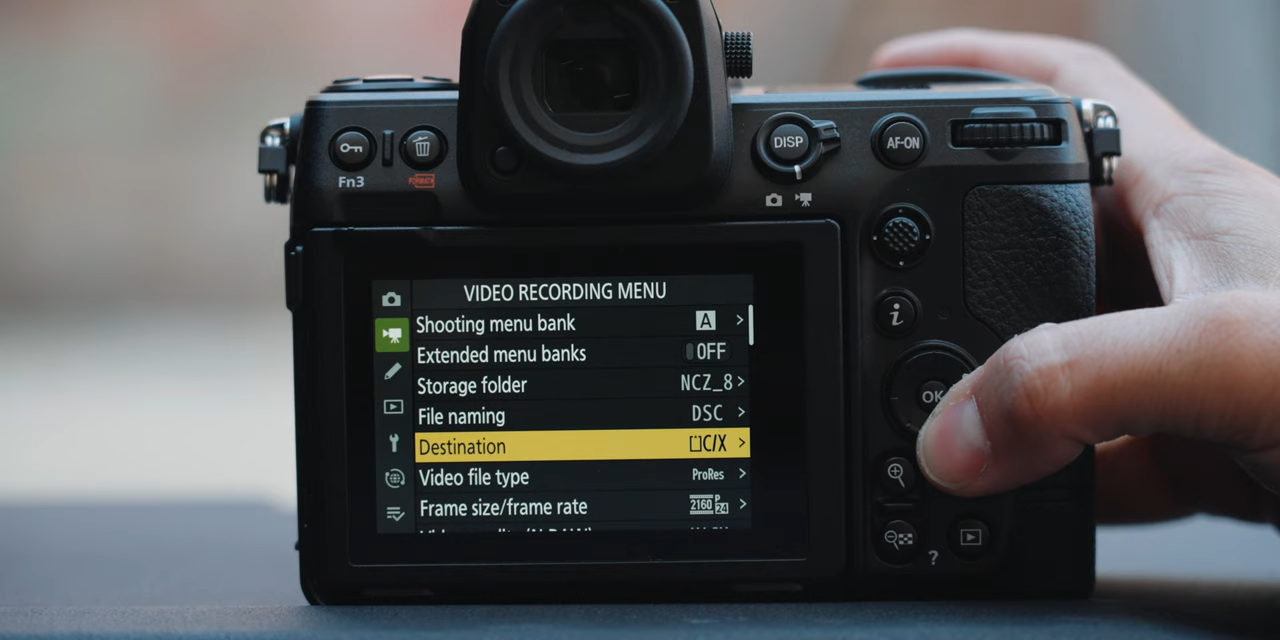 DISP
AF-ON
Fn3
VIDEO RECORDING MENU
Shooting menu bank A >
Extended menu banks OFF
Storage folder NCZ_8 >
File naming DSC >
i
Destination C/X >
OK
Video file type ProRes >
Frame size/frame rate 2160 P 24 >
?